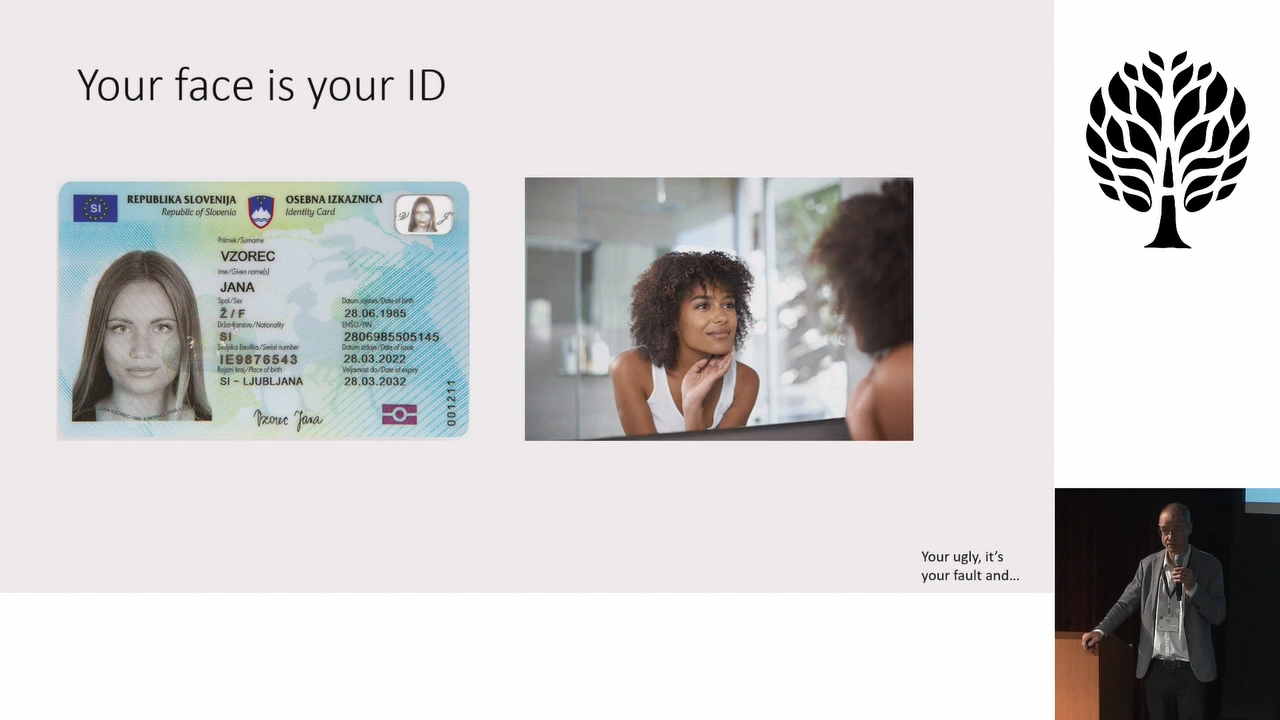 Your face is your ID
SI
REPUBLIKA SLOVENIJA
Republic of Slovenia
OSEBNA IZKAZNICA
Identity Card
Priimek/Surname
VZOREC
Ime/Given name(s)
JANA
Spol/Sex
Datum rojstva/Date of birth
Ž / F
28.06.1985
Državljanstvo/Nationality
EMŠO/PIN
SI
2806985505145
Serijska številka/Serial number
Datum izdaje/Date of issue
IE9876543
28.03.2022
Rojstni kraj/Place of birth
Veljavnost do/Date of expiry
SI – LJUBLJANA
28.03.2032
Vzorec Jana
001211
Your ugly, it's
your fault and...